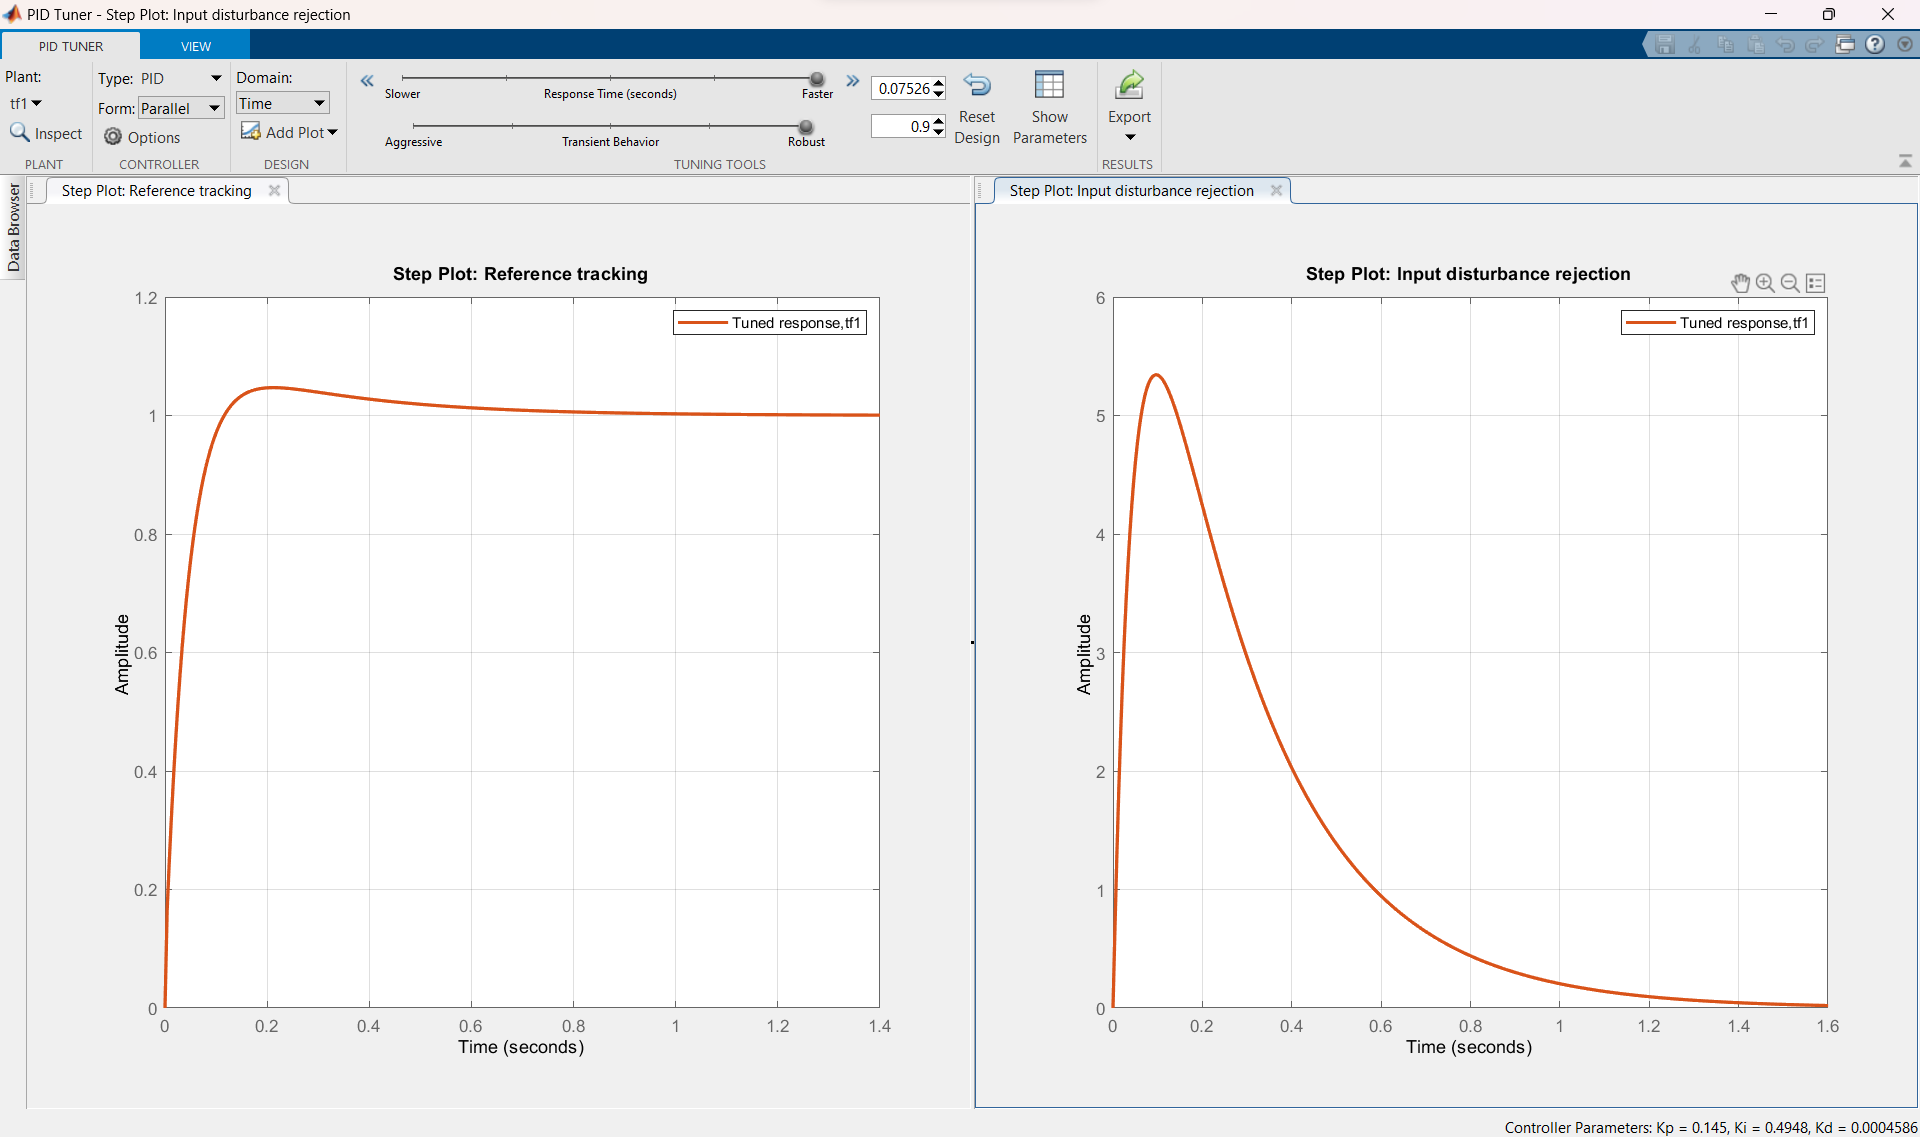 PID Tuner - Step Plot: Input disturbance rejection
PID TUNER
VIEW
Plant:
tf1
Inspect
PLANT
Type: PID
Form: Parallel
Options
CONTROLLER
Domain:
Time
Add Plot
DESIGN
Slower
Response Time (seconds)
Faster
0.07526
Aggressive
Transient Behavior
Robust
0.9
Reset
Design
Show
Parameters
TUNING TOOLS
Export
RESULTS
Data Browser
Step Plot: Reference tracking
Step Plot: Reference tracking
Tuned response,tf1
Amplitude
1.2
1
0.8
0.6
0.4
0.2
0
0 0.2 0.4 0.6 0.8 1 1.2 1.4
Time (seconds)
Step Plot: Input disturbance rejection
Step Plot: Input disturbance rejection
Tuned response,tf1
Amplitude
6
5
4
3
2
1
0
0 0.2 0.4 0.6 0.8 1 1.2 1.4 1.6
Time (seconds)
Controller Parameters: Kp = 0.145, Ki = 0.4948, Kd = 0.0004586